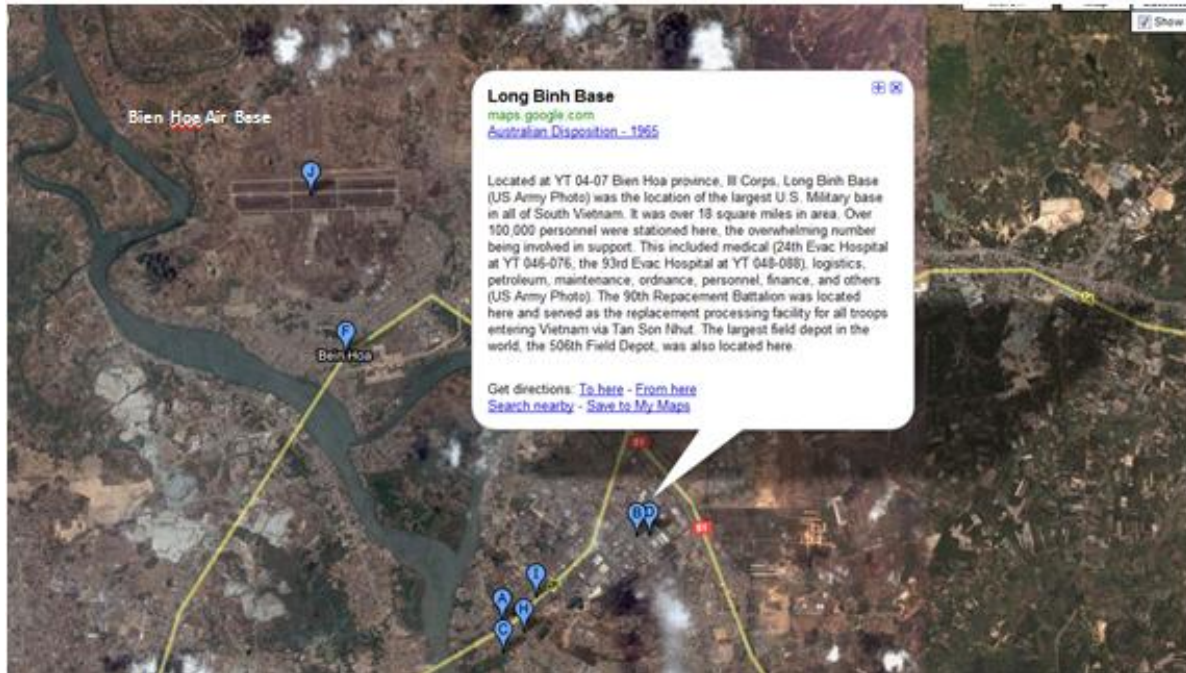 Show
Bien Hoa Air Base
Long Binh Base
maps.google.com
Australian Disposition - 1965
Located at YT 04-07 Bien Hoa province, III Corps, Long Binh Base
(US Army Photo) was the location of the largest U.S. Military base
in all of South Vietnam. It was over 18 square miles in area. Over
100,000 personnel were stationed here, the overwhelming number
being involved in support. This included medical (24th Evac Hospital
at YT 046-076, the 93rd Evac Hospital at YT 048-088), logistics,
petroleum, maintenance, ordnance, personnel, finance, and others
(US Army Photo). The 90th Repacement Battalion was located
here and served as the replacement processing facility for all troops
entering Vietnam via Tan Son Nhut. The largest field depot in the
world, the 506th Field Depot, was also located here.
Get directions: To here - From here
Search nearby - Save to My Maps
J
F
Bein Hoa
51
B D
51
I
A
H
C